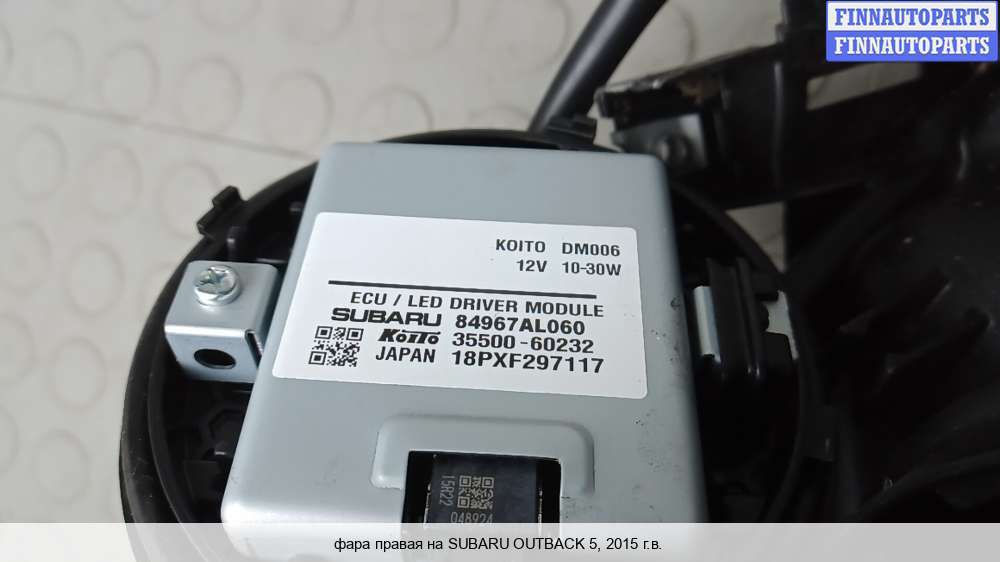 FINNAUTOPARTS
FINNAUTOPARTS
KOITO DM006
12V 10-30W
ECU / LED DRIVER MODULE
SUBARU 84967AL060
KOITO 35500-60232
JAPAN 18PXF297117
15R22
048924
фара правая на SUBARU OUTBACK 5, 2015 г.в.